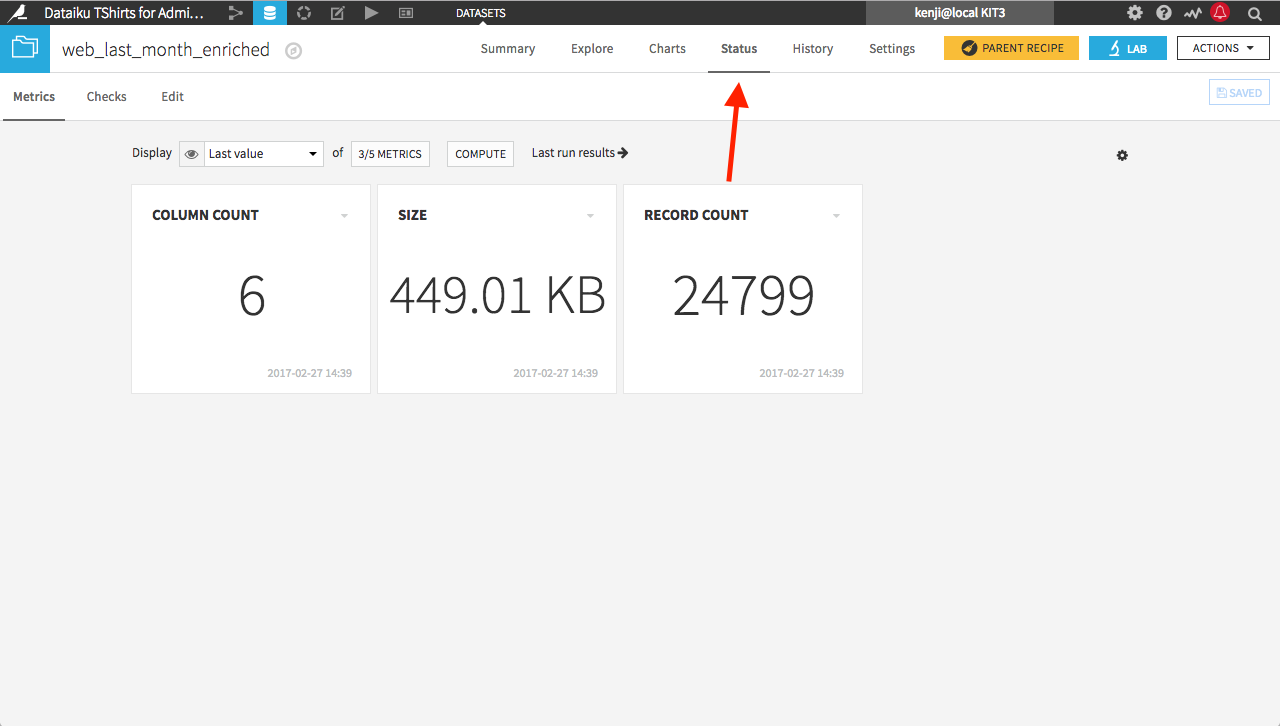 Dataiku TShirts for Admi... DATASETS kenji@local KIT3
web_last_month_enriched Summary Explore Charts Status History Settings PARENT RECIPE LAB ACTIONS
Metrics Checks Edit SAVED
Display Last value of 3/5 METRICS COMPUTE Last run results
COLUMN COUNT SIZE RECORD COUNT
6 449.01 KB 24799
2017-02-27 14:39 2017-02-27 14:39 2017-02-27 14:39